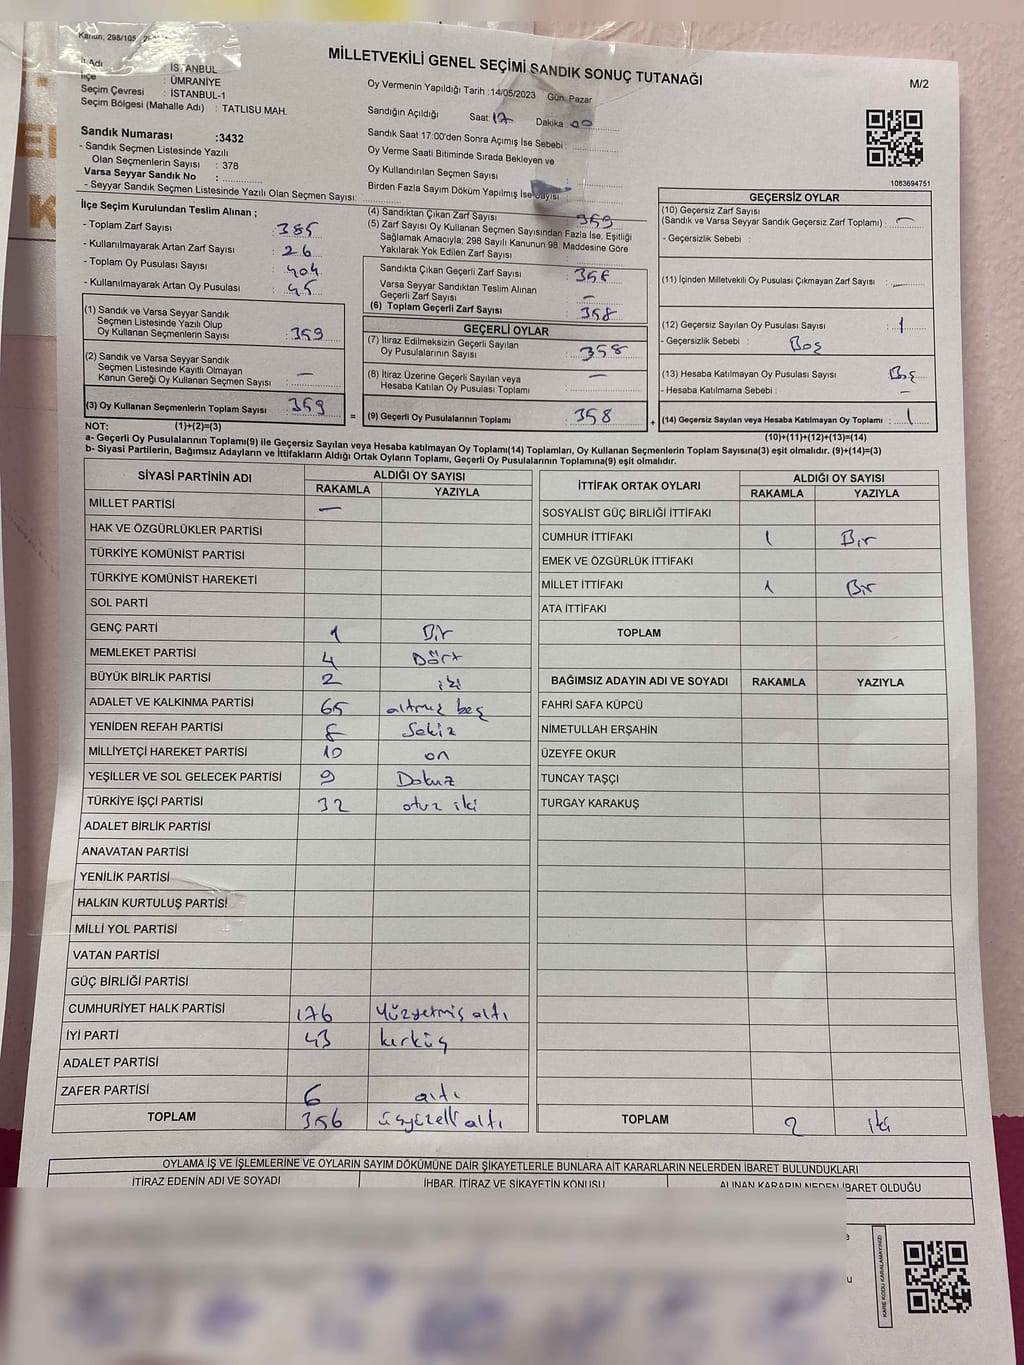 Kanun, 298/105
MİLLETVEKİLİ GENEL SEÇİMİ SANDIK SONUÇ TUTANAĞI
M/2
İl Adı : İSTANBUL
İlçe : ÜMRANİYE
Seçim Çevresi : İSTANBUL-1
Seçim Bölgesi (Mahalle Adı) : TATLISU MAH.
Sandık Numarası :3432
- Sandık Seçmen Listesinde Yazılı
Olan Seçmenlerin Sayısı : 378
Varsa Seyyar Sandık No :
- Seyyar Sandık Seçmen Listesinde Yazılı Olan Seçmen Sayısı:
Oy Vermenin Yapıldığı Tarih :14/05/2023 Gün: Pazar
Sandığın Açıldığı Saat 17 Dakika 00
Sandık Saat 17:00'den Sonra Açımış İse Sebebi :
Oy Verme Saati Bitiminde Sırada Bekleyen ve
Oy Kullandırılan Seçmen Sayısı :
Birden Fazla Sayım Döküm Yapılmış İse Sayısı
1083694751
İlçe Seçim Kurulundan Teslim Alınan ;
- Toplam Zarf Sayısı : 385
- Kullanılmayarak Artan Zarf Sayısı : 26
- Toplam Oy Pusulası Sayısı : 404
- Kullanılmayarak Artan Oy Pusulası : 45
(1) Sandık ve Varsa Seyyar Sandık
Seçmen Listesinde Yazılı Olup
Oy Kullanan Seçmenlerin Sayısı : 359
(2) Sandık ve Varsa Seyyar Sandık
Seçmen Listesinde Kayıtlı Olmayan
Kanun Gereği Oy Kullanan Seçmen Sayısı : —
(3) Oy Kullanan Seçmenlerin Toplam Sayısı : 359
(4) Sandıktan Çıkan Zarf Sayısı : 359
(5) Zarf Sayısı Oy Kullanan Seçmen Sayısından Fazla İse, Eşitliği
Sağlamak Amacıyla; 298 Sayılı Kanunun 98. Maddesine Göre
Yakılarak Yok Edilen Zarf Sayısı :
Sandıkta Çıkan Geçerli Zarf Sayısı : 358
Varsa Seyyar Sandıktan Teslim Alınan
Geçerli Zarf Sayısı : —
(6) Toplam Geçerli Zarf Sayısı : 358
GEÇERLİ OYLAR
(7) İtiraz Edilmeksizin Geçerli Sayılan
Oy Pusulalarının Sayısı : 358
(8) İtiraz Üzerine Geçerli Sayılan veya
Hesaba Katılan Oy Pusulası Toplamı : —
= (9) Geçerli Oy Pusulalarının Toplamı : 358
GEÇERSİZ OYLAR
(10) Geçersiz Zarf Sayısı
(Sandık ve Varsa Seyyar Sandık Geçersiz Zarf Toplamı) : —
- Geçersizlik Sebebi :
(11) İçinden Milletvekili Oy Pusulası Çıkmayan Zarf Sayısı : —
(12) Geçersiz Sayılan Oy Pusulası Sayısı : 1
- Geçersizlik Sebebi : Boş
(13) Hesaba Katılmayan Oy Pusulası Sayısı : Boş
- Hesaba Katılmama Sebebi : —
+ (14) Geçersiz Sayılan veya Hesaba Katılmayan Oy Toplamı : 1
NOT: (1)+(2)=(3)
(10)+(11)+(12)+(13)=(14)
a- Geçerli Oy Pusulalarının Toplamı(9) ile Geçersiz Sayılan veya Hesaba katılmayan Oy Toplamı(14) Toplamları, Oy Kullanan Seçmenlerin Toplam Sayısına(3) eşit olmalıdır. (9)+(14)=(3)
b- Siyasi Partilerin, Bağımsız Adayların ve İttifakların Aldığı Ortak Oyların Toplamı, Geçerli Oy Pusulalarının Toplamına(9) eşit olmalıdır.
SİYASİ PARTİNİN ADI ALDIĞI OY SAYISI
RAKAMLA YAZIYLA
MİLLET PARTİSİ —
HAK VE ÖZGÜRLÜKLER PARTİSİ
TÜRKİYE KOMÜNİST PARTİSİ
TÜRKİYE KOMÜNİST HAREKETİ
SOL PARTİ
GENÇ PARTİ 1 Bir
MEMLEKET PARTİSİ 4 Dört
BÜYÜK BİRLİK PARTİSİ 2 iki
ADALET VE KALKINMA PARTİSİ 65 altmış beş
YENİDEN REFAH PARTİSİ 8 Sekiz
MİLLİYETÇİ HAREKET PARTİSİ 10 on
YEŞİLLER VE SOL GELECEK PARTİSİ 9 Dokuz
TÜRKİYE İŞÇİ PARTİSİ 32 otuz iki
ADALET BİRLİK PARTİSİ
ANAVATAN PARTİSİ
YENİLİK PARTİSİ
HALKIN KURTULUŞ PARTİSİ
MİLLİ YOL PARTİSİ
VATAN PARTİSİ
GÜÇ BİRLİĞİ PARTİSİ
CUMHURİYET HALK PARTİSİ 176 Yüzyetmiş altı
İYİ PARTİ 43 kırküç
ADALET PARTİSİ
ZAFER PARTİSİ 6 altı
TOPLAM 356 üçyüzelli altı
İTTİFAK ORTAK OYLARI ALDIĞI OY SAYISI
RAKAMLA YAZIYLA
SOSYALİST GÜÇ BİRLİĞİ İTTİFAKI
CUMHUR İTTİFAKI 1 Bir
EMEK VE ÖZGÜRLÜK İTTİFAKI
MİLLET İTTİFAKI 1 Bir
ATA İTTİFAKI
TOPLAM
BAĞIMSIZ ADAYIN ADI VE SOYADI RAKAMLA YAZIYLA
FAHRİ SAFA KÜPCÜ
NİMETULLAH ERŞAHİN
ÜZEYFE OKUR
TUNCAY TAŞÇI
TURGAY KARAKUŞ
TOPLAM 2 iki
OYLAMA İŞ VE İŞLEMLERİNE VE OYLARIN SAYIM DÖKÜMÜNE DAİR ŞİKAYETLERLE BUNLARA AİT KARARLARIN NELERDEN İBARET BULUNDUKLARI
İTİRAZ EDENİN ADI VE SOYADI İHBAR, İTİRAZ VE ŞİKAYETİN KONUSU ALINAN KARARIN NEDEN İBARET OLDUĞU
KARE KODU KARALAMAYINIZ!